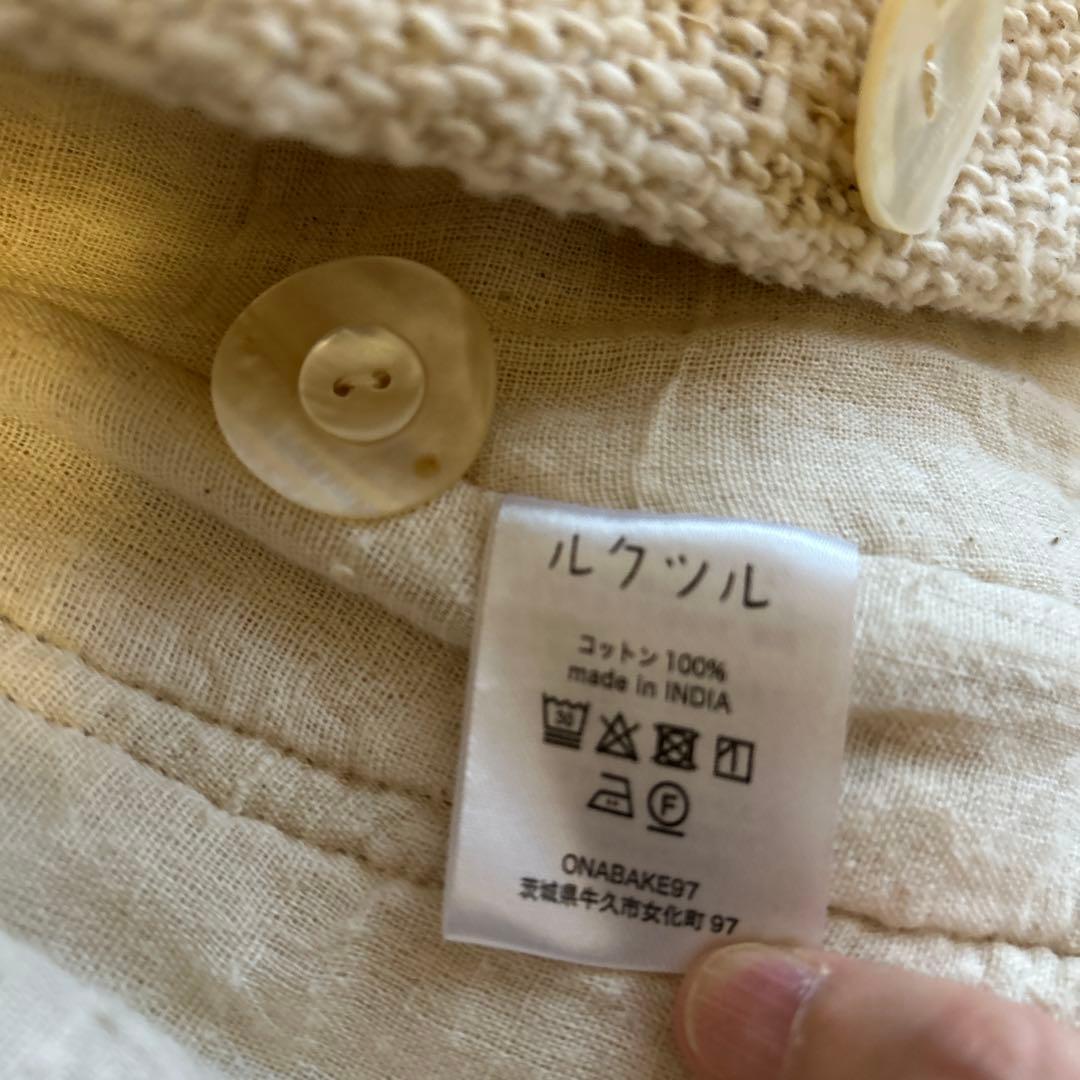 ルクツル
コットン 100%
made in INDIA
30
F
ONABAKE97
茨城県牛久市女化町 97